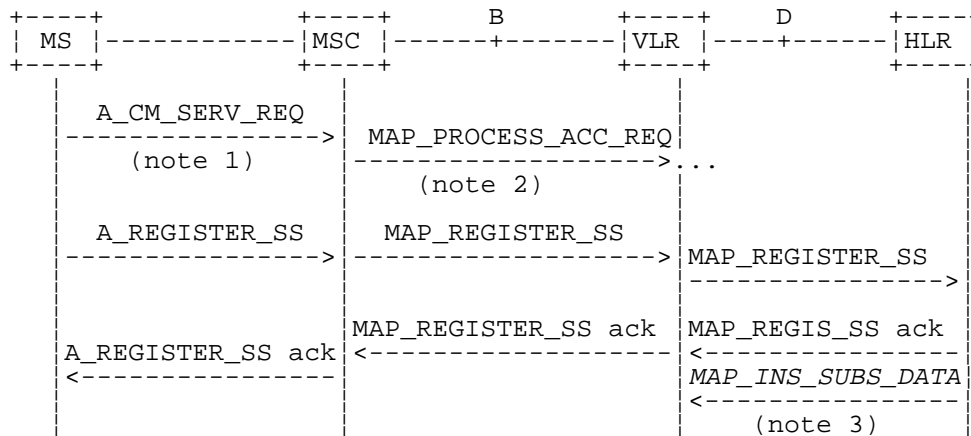 B D
MS MSC VLR HLR
A_CM_SERV_REQ
MAP_PROCESS_ACC_REQ
(note 1) ...
(note 2)
A_REGISTER_SS MAP_REGISTER_SS
MAP_REGISTER_SS
MAP_REGISTER_SS ack MAP_REGIS_SS ack
A_REGISTER_SS ack
MAP_INS_SUBS_DATA
(note 3)